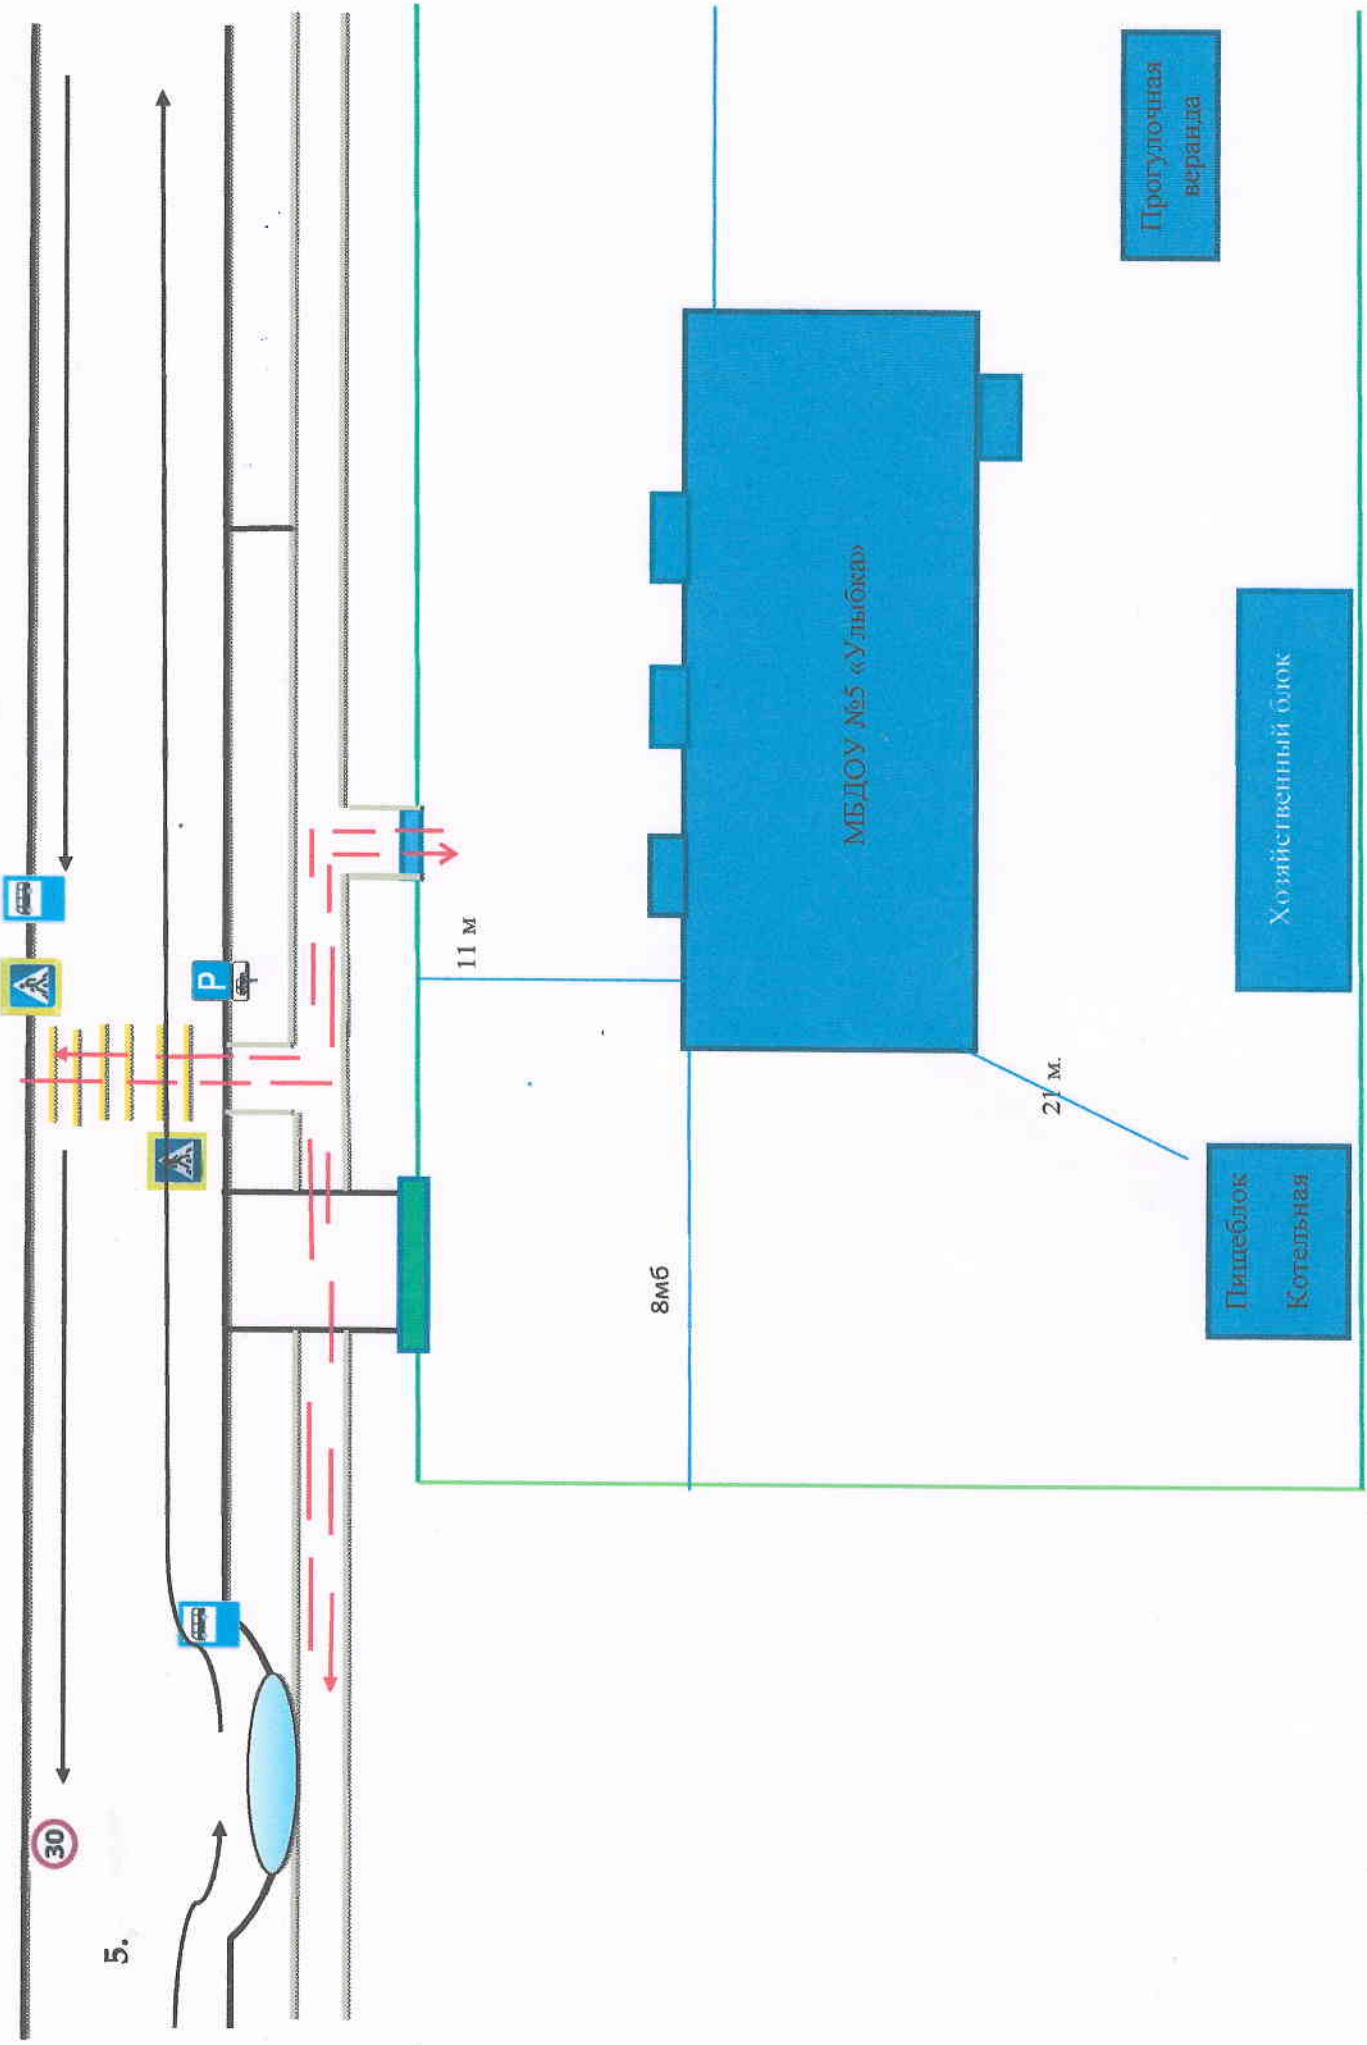 5.
30
P
11 м
МБДОУ №5 «Улыбка»
8мб
21 м.
Прогулочная
веранда
Хозяйственный блок
Пищеблок
Котельная